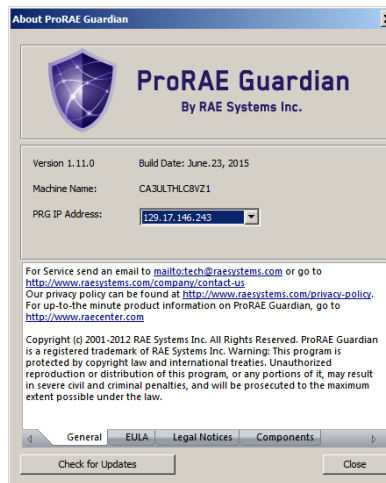 About ProRAE Guardian
ProRAE Guardian
By RAE Systems Inc.
Version 1.11.0 Build Date: June.23, 2015
Machine Name: CA3ULTHLC8VZ1
PRG IP Address: 129.17.146.243
For Service send an email to mailto:tech@raesystems.com or go to
http://www.raesystems.com/company/contact-us
Our privacy policy can be found at http://www.raesystems.com/privacy-policy.
For up-to-the minute product information on ProRAE Guardian, go to
http://www.raecenter.com
Copyright (c) 2001-2012 RAE Systems Inc. All Rights Reserved. ProRAE Guardian
is a registered trademark of RAE Systems Inc. Warning: This program is
protected by copyright law and international treaties. Unauthorized
reproduction or distribution of this program, or any portions of it, may result
in severe civil and criminal penalties, and will be prosecuted to the maximum
extent possible under the law.
General EULA Legal Notices Components
Check for Updates Close